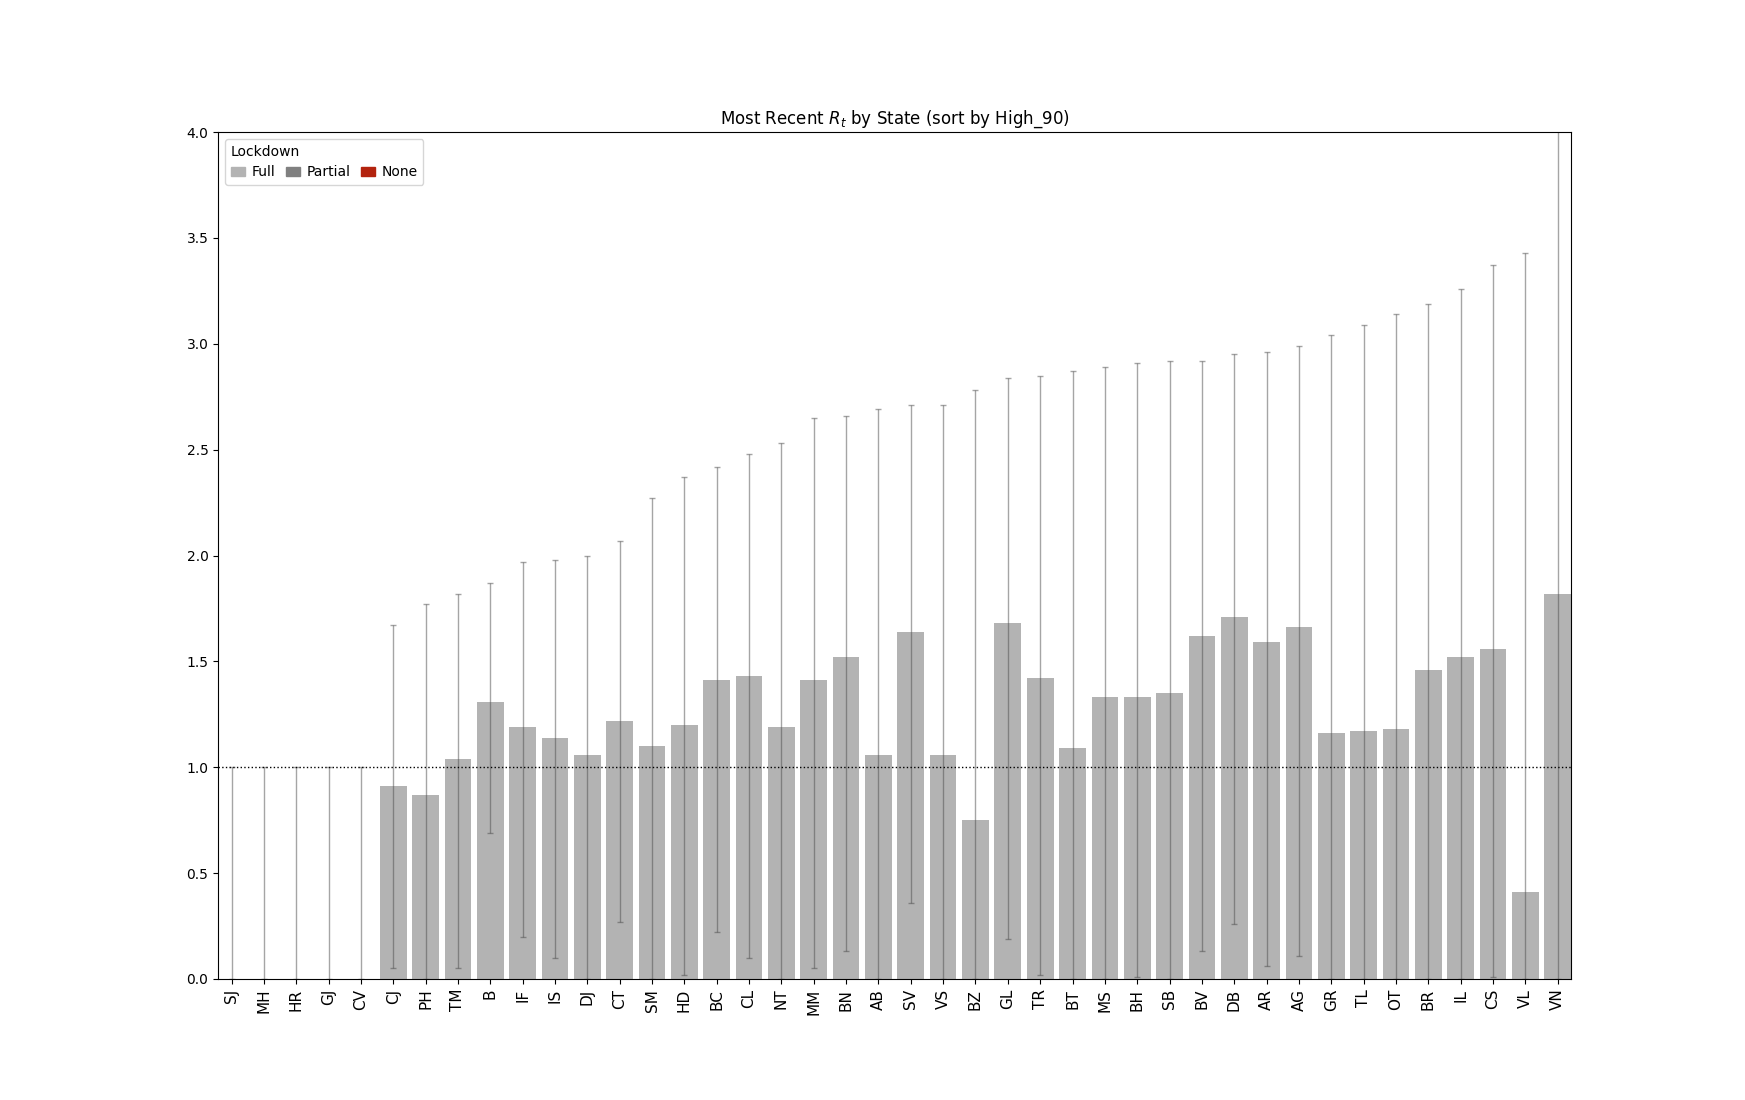 Most Recent R_t by State (sort by High_90)
Lockdown
Full Partial None
4.0
3.5
3.0
2.5
2.0
1.5
1.0
0.5
0.0
SJ MH HR GJ CV CJ PH TM B IF IS DJ CT SM HD BC CL NT MM BN AB SV VS BZ GL TR BT MS BH SB BV DB AR AG GR TL OT BR IL CS VL VN